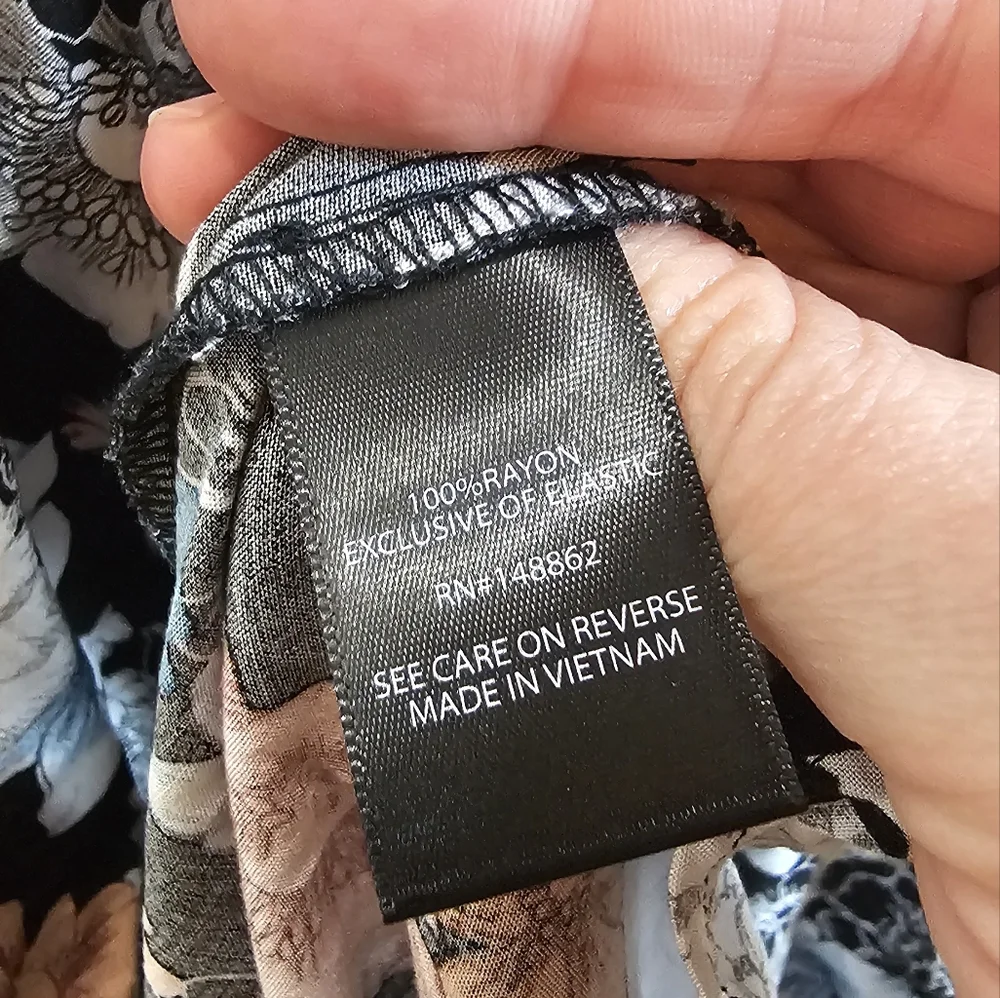 100%RAYON
EXCLUSIVE OF ELASTIC
RN#148862
SEE CARE ON REVERSE
MADE IN VIETNAM